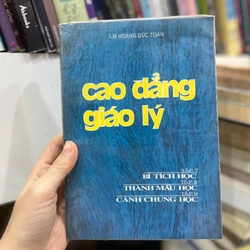 LM HOÀNG ĐỨC TOÀN
cao đẳng
giáo lý
TẬP 7
BÍ TÍCH HỌC
TẬP 8
THÁNH MẪU HỌC
TẬP 9
CÁNH CHUNG HỌC